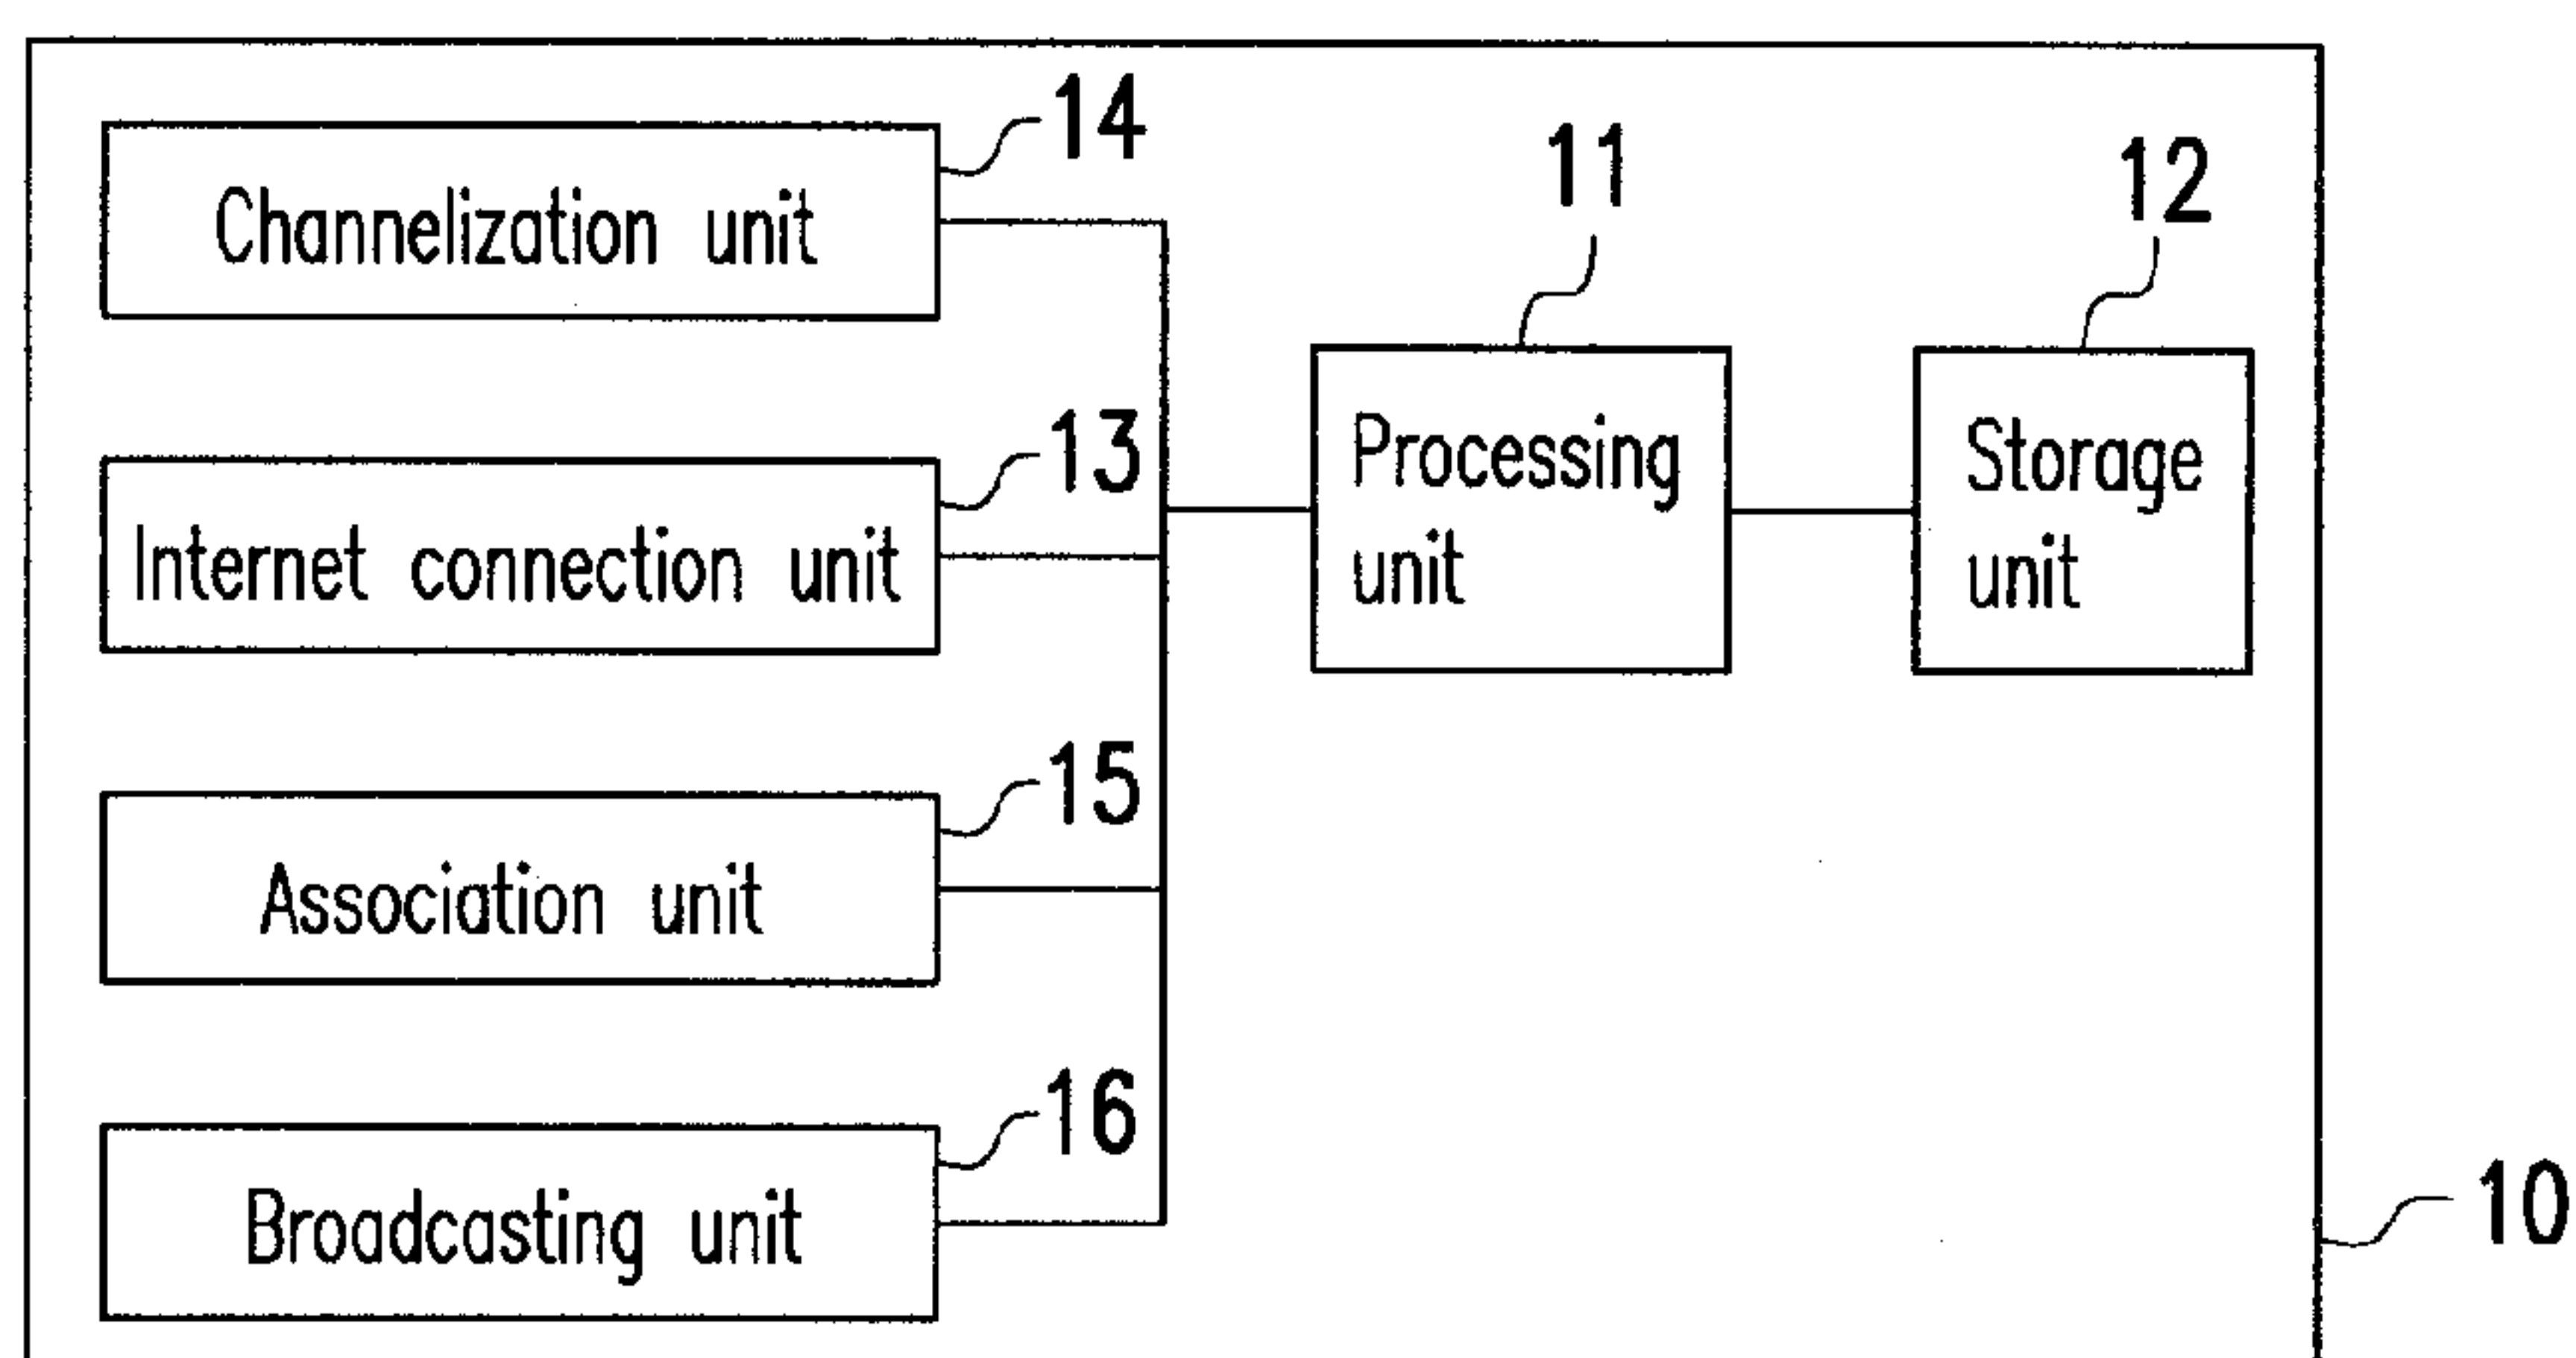 14
Channelization unit
11
12
13
Internet connection unit
Processing
unit
Storage
unit
15
Association unit
16
Broadcasting unit
10